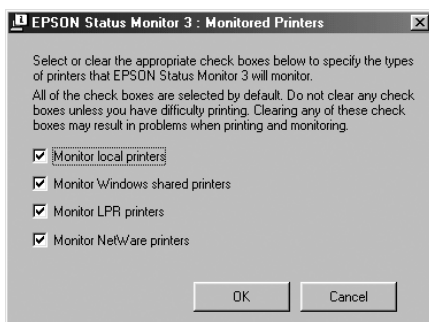 EPSON Status Monitor 3 : Monitored Printers
Select or clear the appropriate check boxes below to specify the types
of printers that EPSON Status Monitor 3 will monitor.
All of the check boxes are selected by default. Do not clear any check
boxes unless you have difficulty printing. Clearing any of these check
boxes may result in problems when printing and monitoring.
Monitor local printers
Monitor Windows shared printers
Monitor LPR printers
Monitor NetWare printers
OK
Cancel